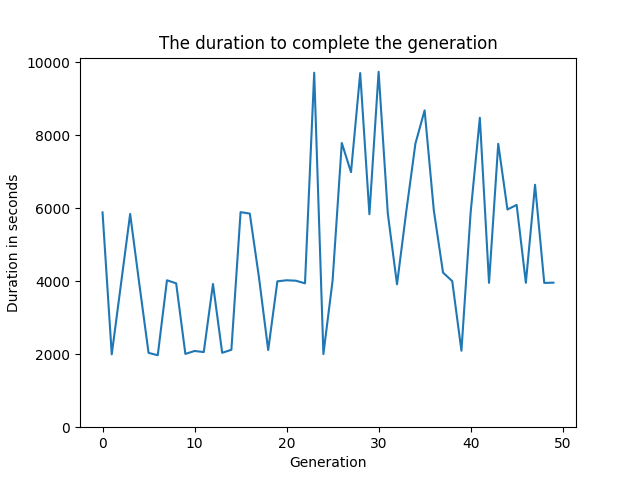 The duration to complete the generation
10000
8000
6000
4000
2000
0
Duration in seconds
0 10 20 30 40 50
Generation